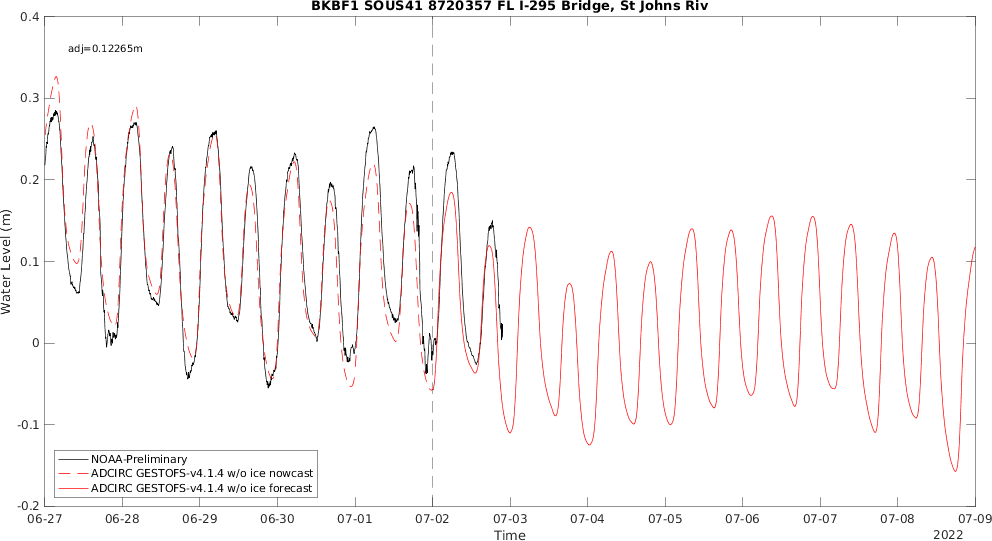 BKBF1 SOUS41 8720357 FL I-295 Bridge, St Johns Riv
adj=0.12265m
0.4
0.3
0.2
0.1
0
-0.1
-0.2
Water Level (m)
NOAA-Preliminary
ADCIRC GESTOFS-v4.1.4 w/o ice nowcast
ADCIRC GESTOFS-v4.1.4 w/o ice forecast
06-27 06-28 06-29 06-30 07-01 07-02 07-03 07-04 07-05 07-06 07-07 07-08 07-09
Time
2022